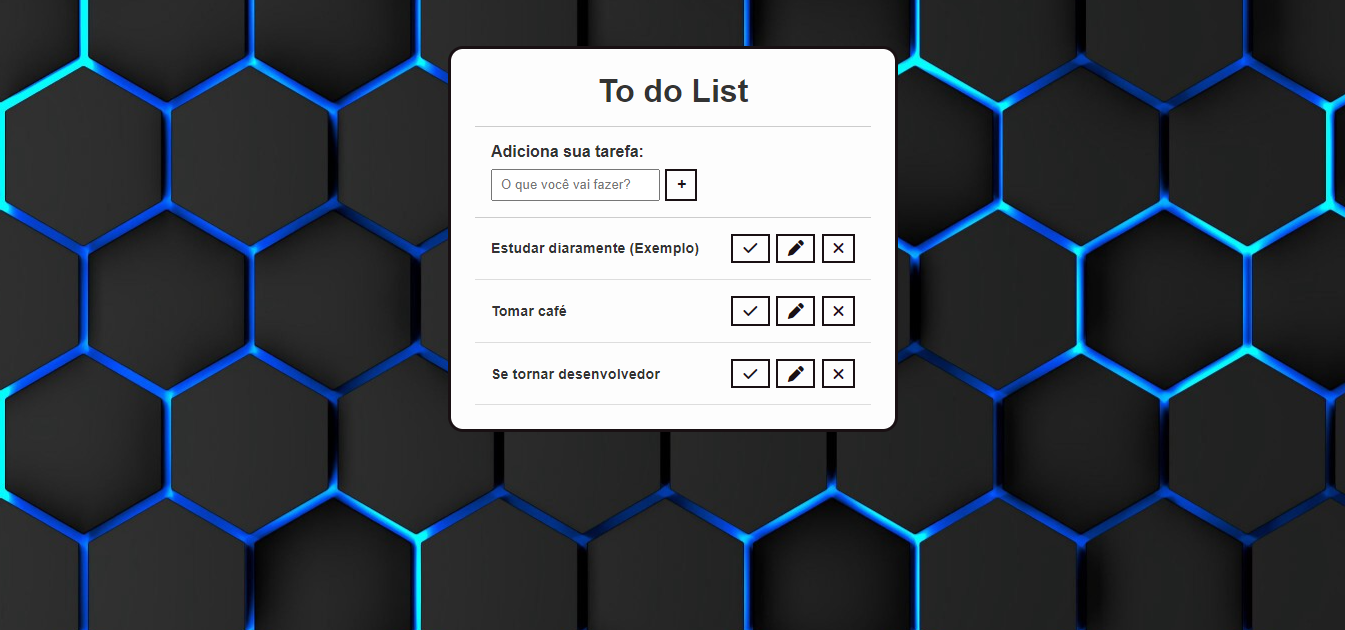 To do List
Adiciona sua tarefa:
O que você vai fazer? +
Estudar diaramente (Exemplo)
Tomar café
Se tornar desenvolvedor